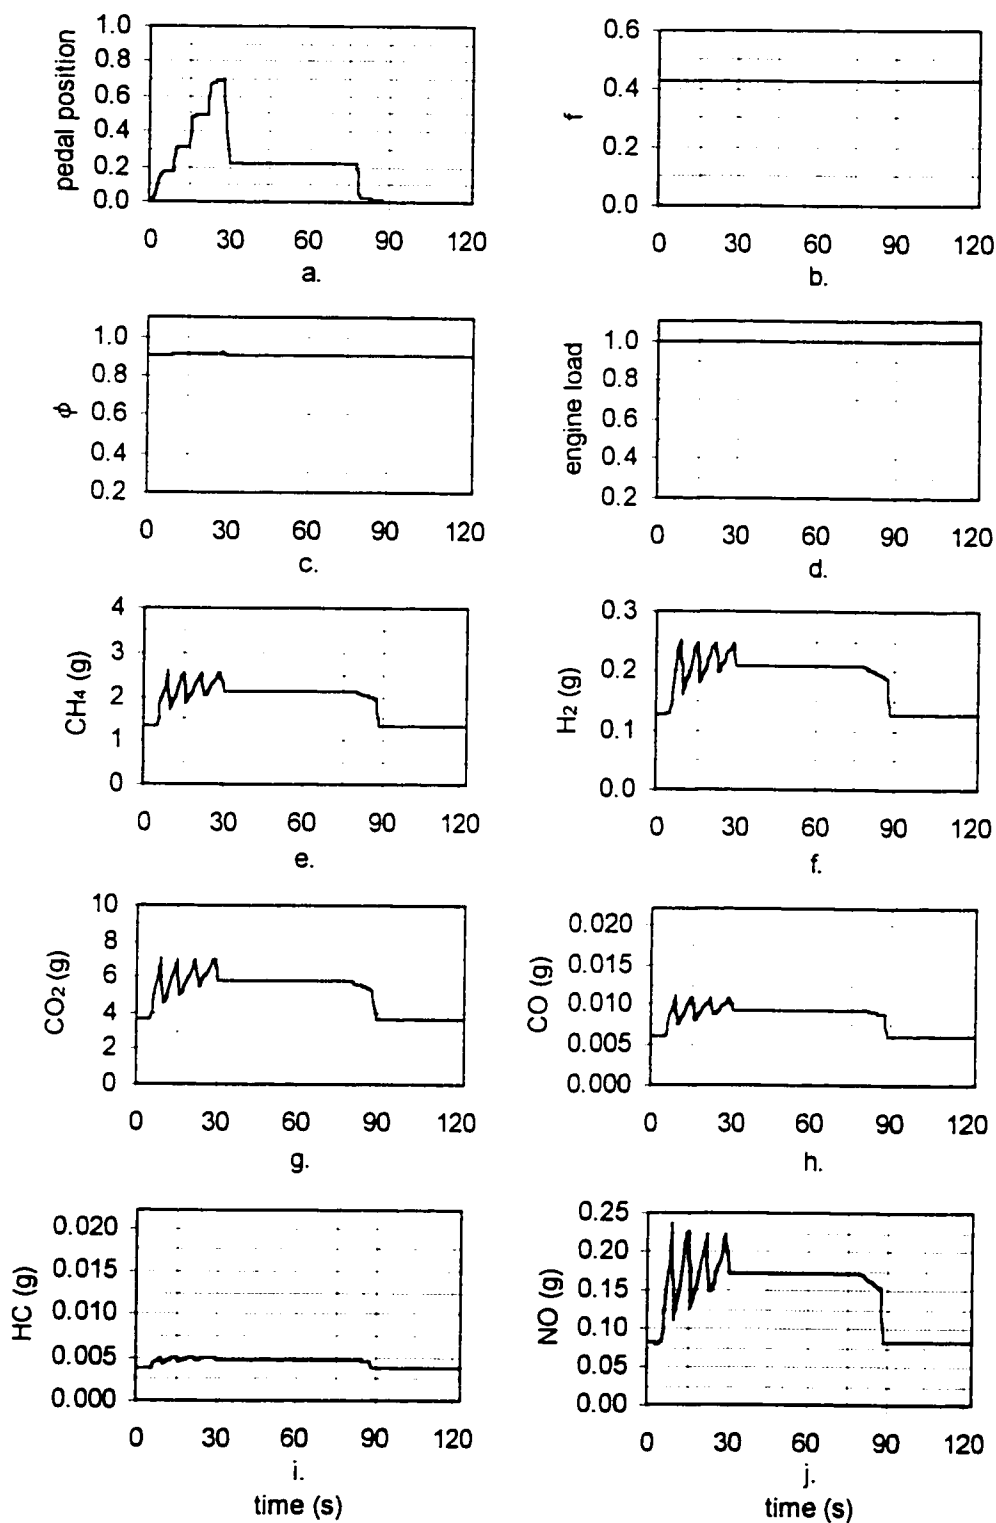 pedal position
1.0
0.8
0.6
0.4
0.2
0.0
0 30 60 90 120
a.
f
0.6
0.4
0.2
0.0
0 30 60 90 120
b.
ϕ
1.0
0.8
0.6
0.4
0.2
0 30 60 90 120
c.
engine load
1.0
0.8
0.6
0.4
0.2
0 30 60 90 120
d.
CH4 (g)
4
3
2
1
0
0 30 60 90 120
e.
H2 (g)
0.3
0.2
0.1
0.0
0 30 60 90 120
f.
CO2 (g)
10
8
6
4
2
0
0 30 60 90 120
g.
CO (g)
0.020
0.015
0.010
0.005
0.000
0 30 60 90 120
h.
HC (g)
0.020
0.015
0.010
0.005
0.000
0 30 60 90 120
i.
time (s)
NO (g)
0.25
0.20
0.15
0.10
0.05
0.00
0 30 60 90 120
j.
time (s)